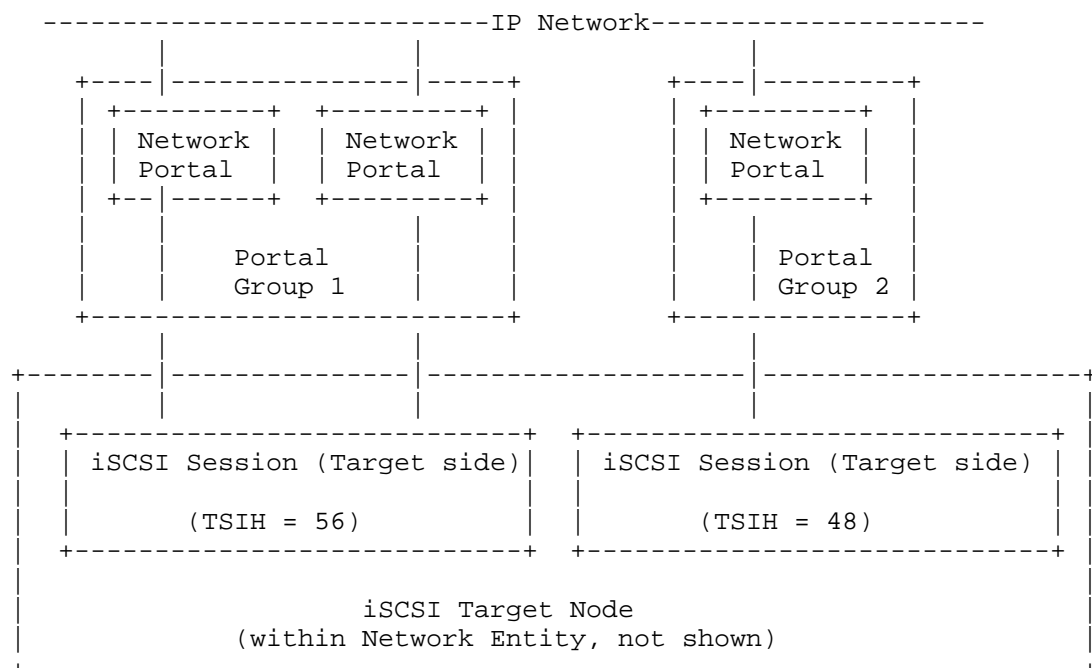 IP Network
Network Network Network
Portal Portal Portal
Portal Portal
Group 1 Group 2
iSCSI Session (Target side) iSCSI Session (Target side)
(TSIH = 56) (TSIH = 48)
iSCSI Target Node
(within Network Entity, not shown)